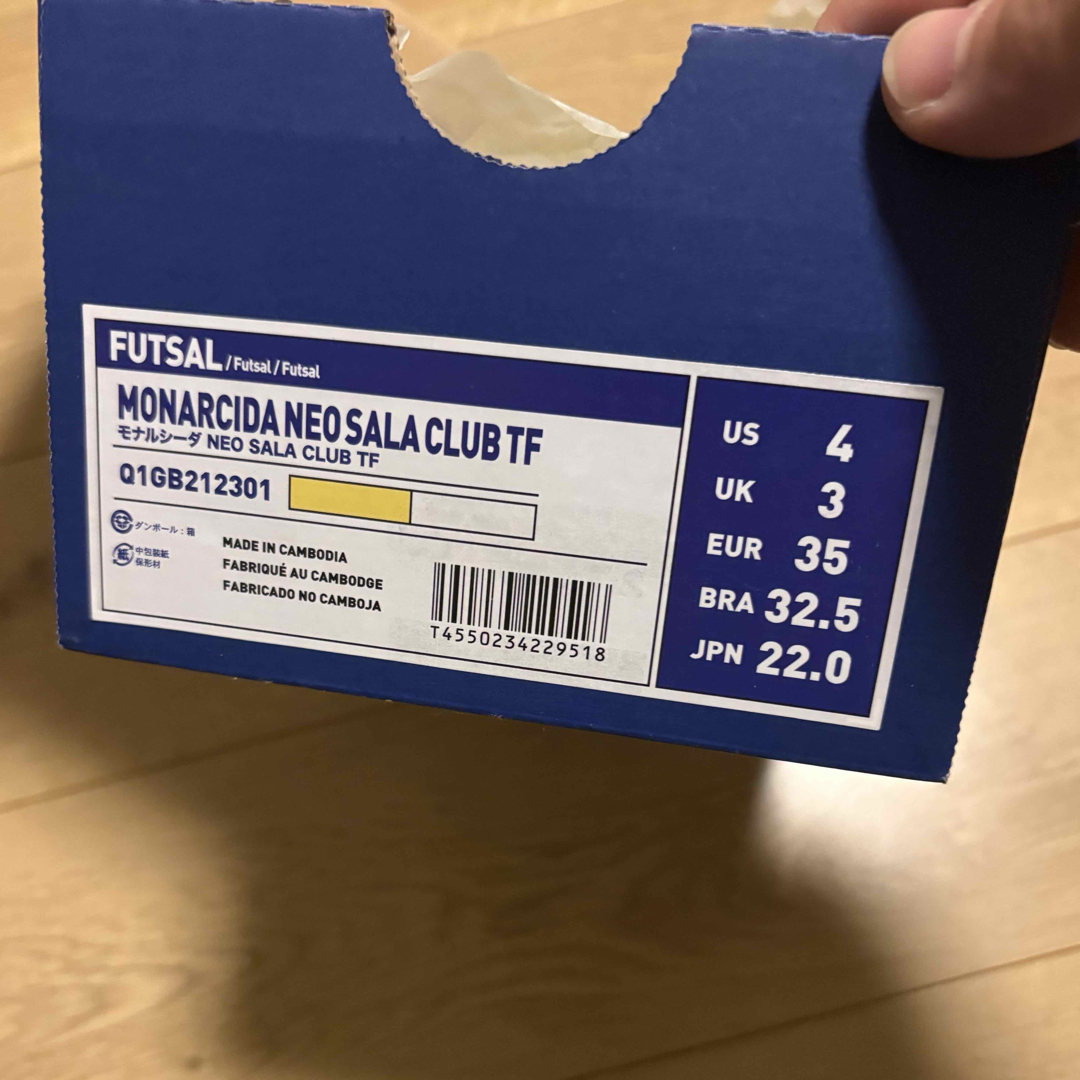 FUTSAL / Futsal / Futsal
MONARCIDA NEO SALA CLUB TF
モナルシーダ NEO SALA CLUB TF
Q1GB212301
ダンボール：箱
紙
中包装紙
保形材
MADE IN CAMBODIA
FABRIQUÉ AU CAMBODGE
FABRICADO NO CAMBOJA
T4550234229518
US 4
UK 3
EUR 35
BRA 32.5
JPN 22.0